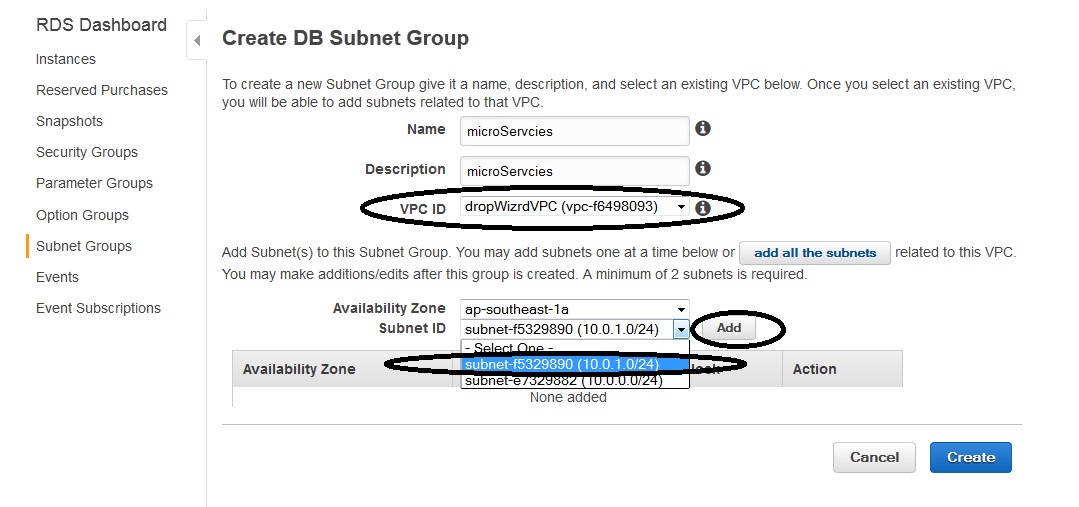 RDS Dashboard
Instances
Reserved Purchases
Snapshots
Security Groups
Parameter Groups
Option Groups
Subnet Groups
Events
Event Subscriptions
Create DB Subnet Group
To create a new Subnet Group give it a name, description, and select an existing VPC below. Once you select an existing VPC,
you will be able to add subnets related to that VPC.
Name microServcies
Description microServcies
VPC ID dropWizrdVPC (vpc-f6498093)
Add Subnet(s) to this Subnet Group. You may add subnets one at a time below or add all the subnets related to this VPC.
You may make additions/edits after this group is created. A minimum of 2 subnets is required.
Availability Zone ap-southeast-1a
Subnet ID subnet-f5329890 (10.0.1.0/24) Add
- Select One -
subnet-f5329890 (10.0.1.0/24)
subnet-e7329882 (10.0.0.0/24)
Availability Zone Action
None added
Cancel Create